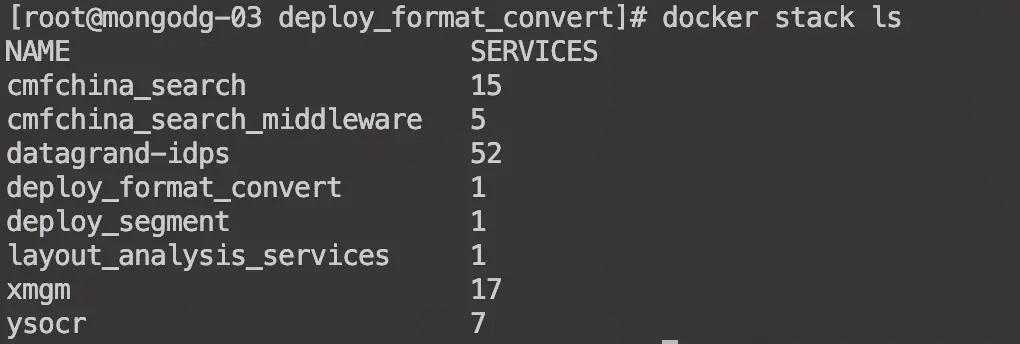 [root@mongodg-03 deploy_format_convert]# docker stack ls
NAME SERVICES
cmfchina_search 15
cmfchina_search_middleware 5
datagrand-idps 52
deploy_format_convert 1
deploy_segment 1
layout_analysis_services 1
xmgm 17
ysocr 7